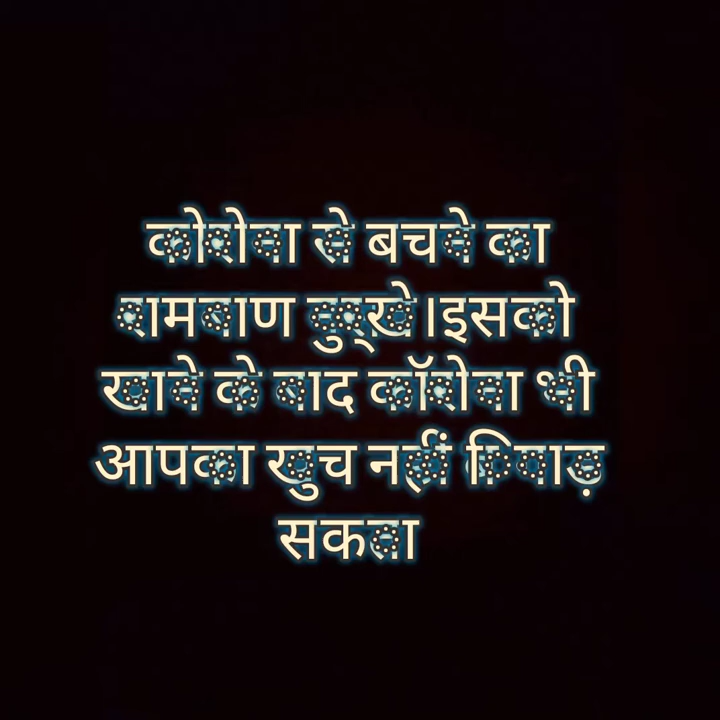 कोरोना से बचने का
रामबाण नुस्खे।इसको
खाने के बाद कॉरोना भी
आपका खुच नहीं बिगाड़
सकता